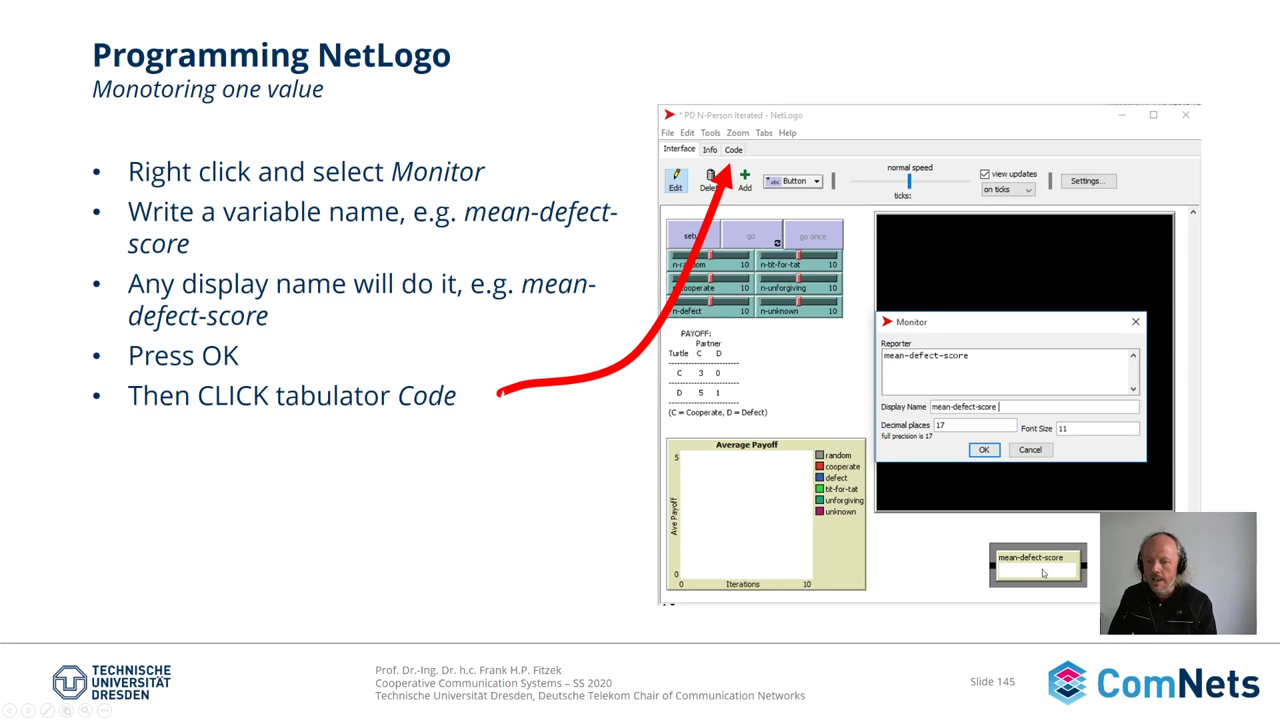 Programming NetLogo
Monotoring one value
• Right click and select Monitor
• Write a variable name, e.g. mean-defect-
score
• Any display name will do it, e.g. mean-
defect-score
• Press OK
• Then CLICK tabulator Code
* PD N-Person Iterated - NetLogo
File Edit Tools Zoom Tabs Help
Interface Info Code
Edit
Add
abc Button
normal speed
ticks:
view updates
on ticks
Settings...
go
go once
n-random 10
n-tit-for-tat 10
10
n-unforgiving 10
n-defect 10
n-unknown 10
PAYOFF:
Partner
Turtle C D
C 3 0
D 5 1
(C = Cooperate, D = Defect)
Monitor
Reporter
mean-defect-score
Display Name mean-defect-score
Decimal places 17
full precision is 17
Font Size 11
OK Cancel
Average Payoff
5
Ave Payoff
0
0 Iterations 10
random
cooperate
defect
tit-for-tat
unforgiving
unknown
mean-defect-score
TECHNISCHE
UNIVERSITÄT
DRESDEN
Prof. Dr.-Ing. Dr. h.c. Frank H.P. Fitzek
Cooperative Communication Systems – SS 2020
Technische Universität Dresden, Deutsche Telekom Chair of Communication Networks
Slide 145
ComNets